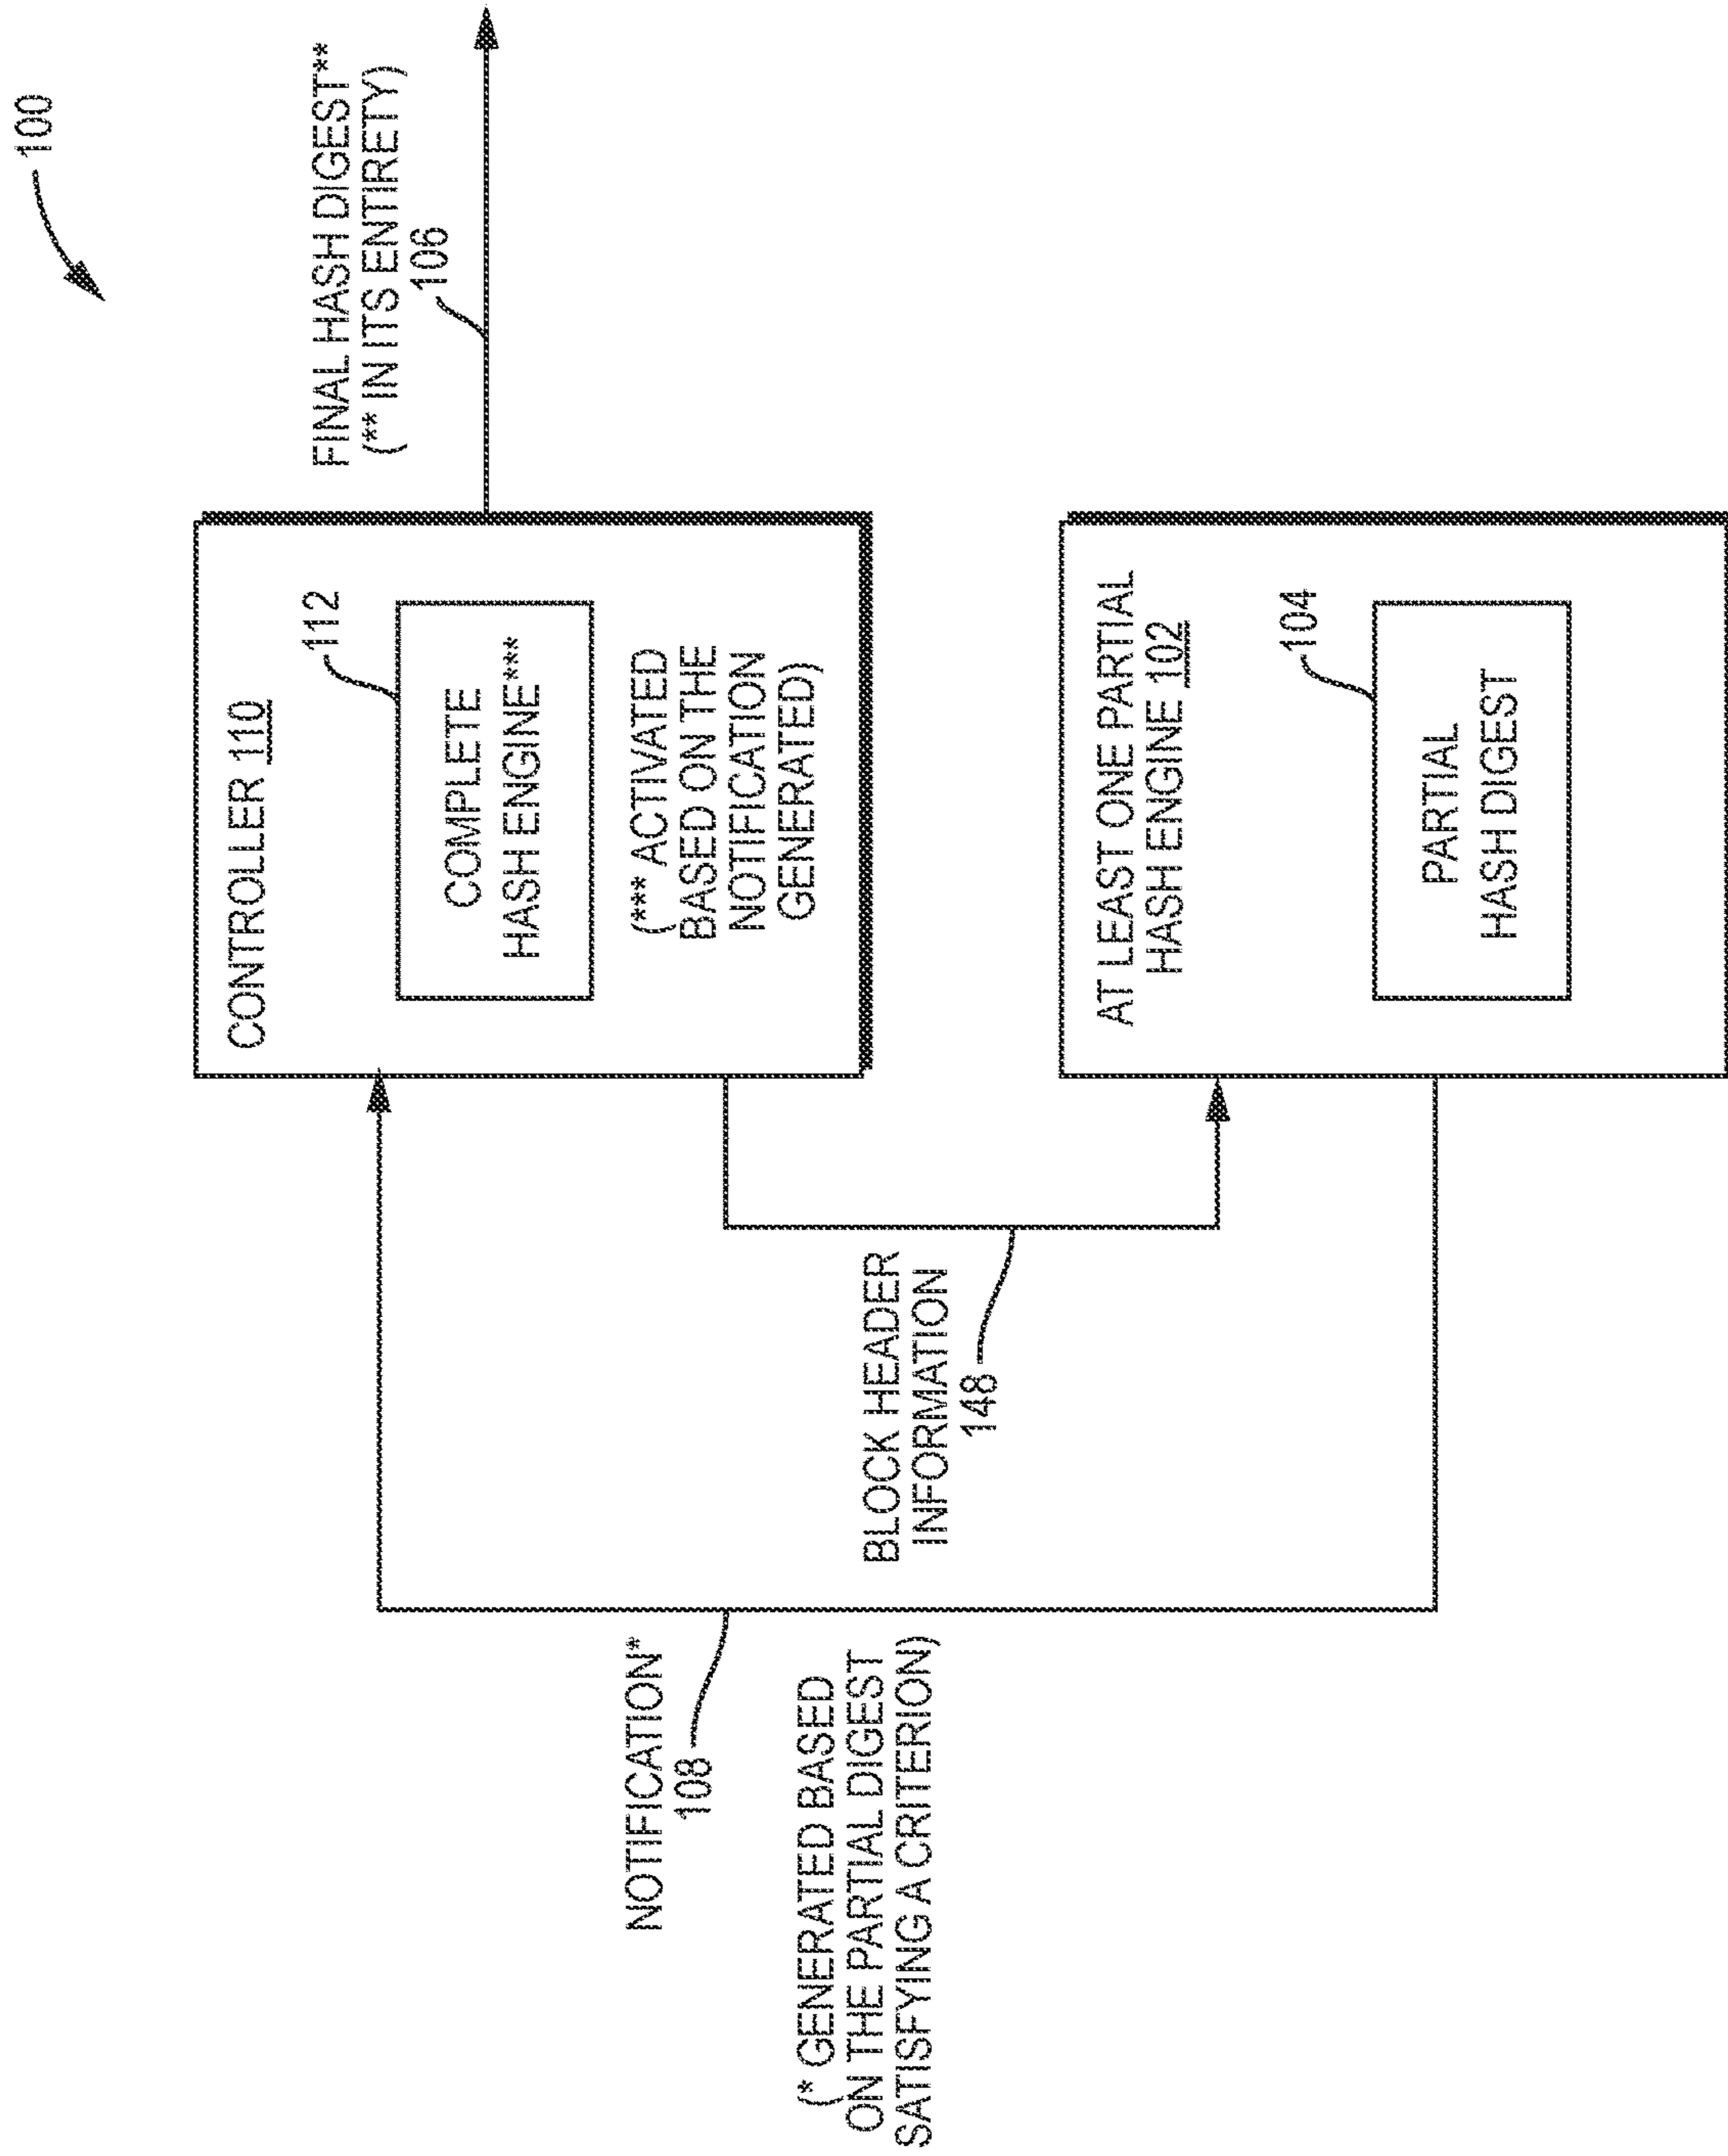 100
FINAL HASH DIGEST**
(** IN ITS ENTIRETY)
106
CONTROLLER 110
112
COMPLETE
HASH ENGINE***
(*** ACTIVATED
BASED ON THE
NOTIFICATION
GENERATED)
NOTIFICATION*
108
(* GENERATED BASED
ON THE PARTIAL DIGEST
SATISFYING A CRITERION)
BLOCK HEADER
INFORMATION
148
AT LEAST ONE PARTIAL
HASH ENGINE 102
104
PARTIAL
HASH DIGEST